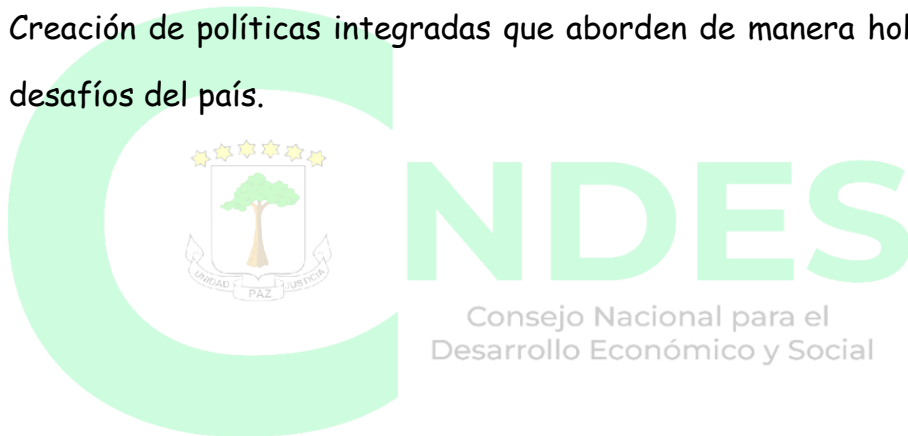 Creación de políticas integradas que aborden de manera hol
desafíos del país.
UNIDAD PAZ JUSTICIA
CNDES
Consejo Nacional para el
Desarrollo Económico y Social